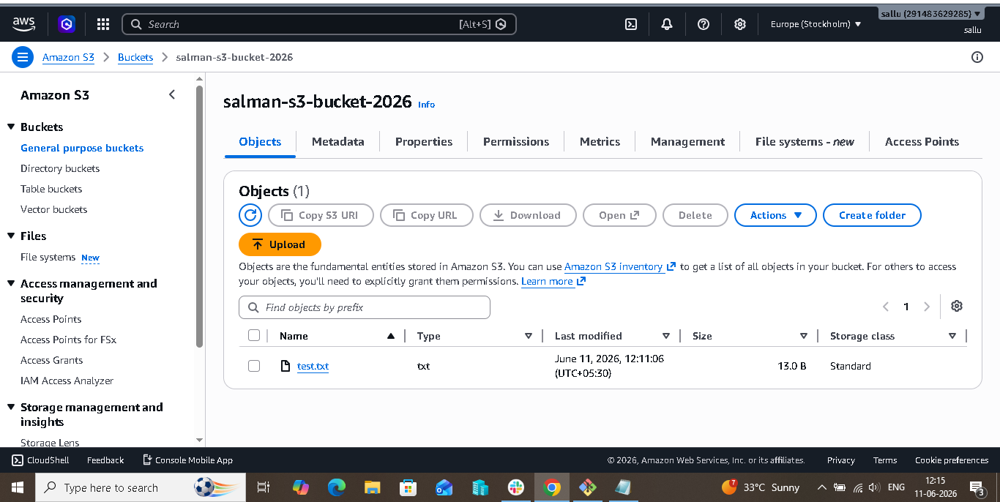 aws
Search
[Alt+S]
Europe (Stockholm) ▼
sallu (291483629285) ▼
sallu
Amazon S3 > Buckets > salman-s3-bucket-2026
Amazon S3
Buckets
General purpose buckets
Directory buckets
Table buckets
Vector buckets
Files
File systems New
Access management and
security
Access Points
Access Points for FSx
Access Grants
IAM Access Analyzer
Storage management and
insights
Storage Lens
salman-s3-bucket-2026 Info
Objects Metadata Properties Permissions Metrics Management File systems - new Access Points
Objects (1)
Copy S3 URI Copy URL Download Open Delete Actions Create folder
Upload
Objects are the fundamental entities stored in Amazon S3. You can use Amazon S3 inventory to get a list of all objects in your bucket. For others to access
your objects, you'll need to explicitly grant them permissions. Learn more
Find objects by prefix
1
Name Type Last modified Size Storage class
test.txt txt June 11, 2026, 12:11:06 13.0 B Standard
(UTC+05:30)
CloudShell Feedback Console Mobile App © 2026, Amazon Web Services, Inc. or its affiliates. Privacy Terms Cookie preferences
Type here to search
7
33°C Sunny
ENG
12:15
11-06-2026
3